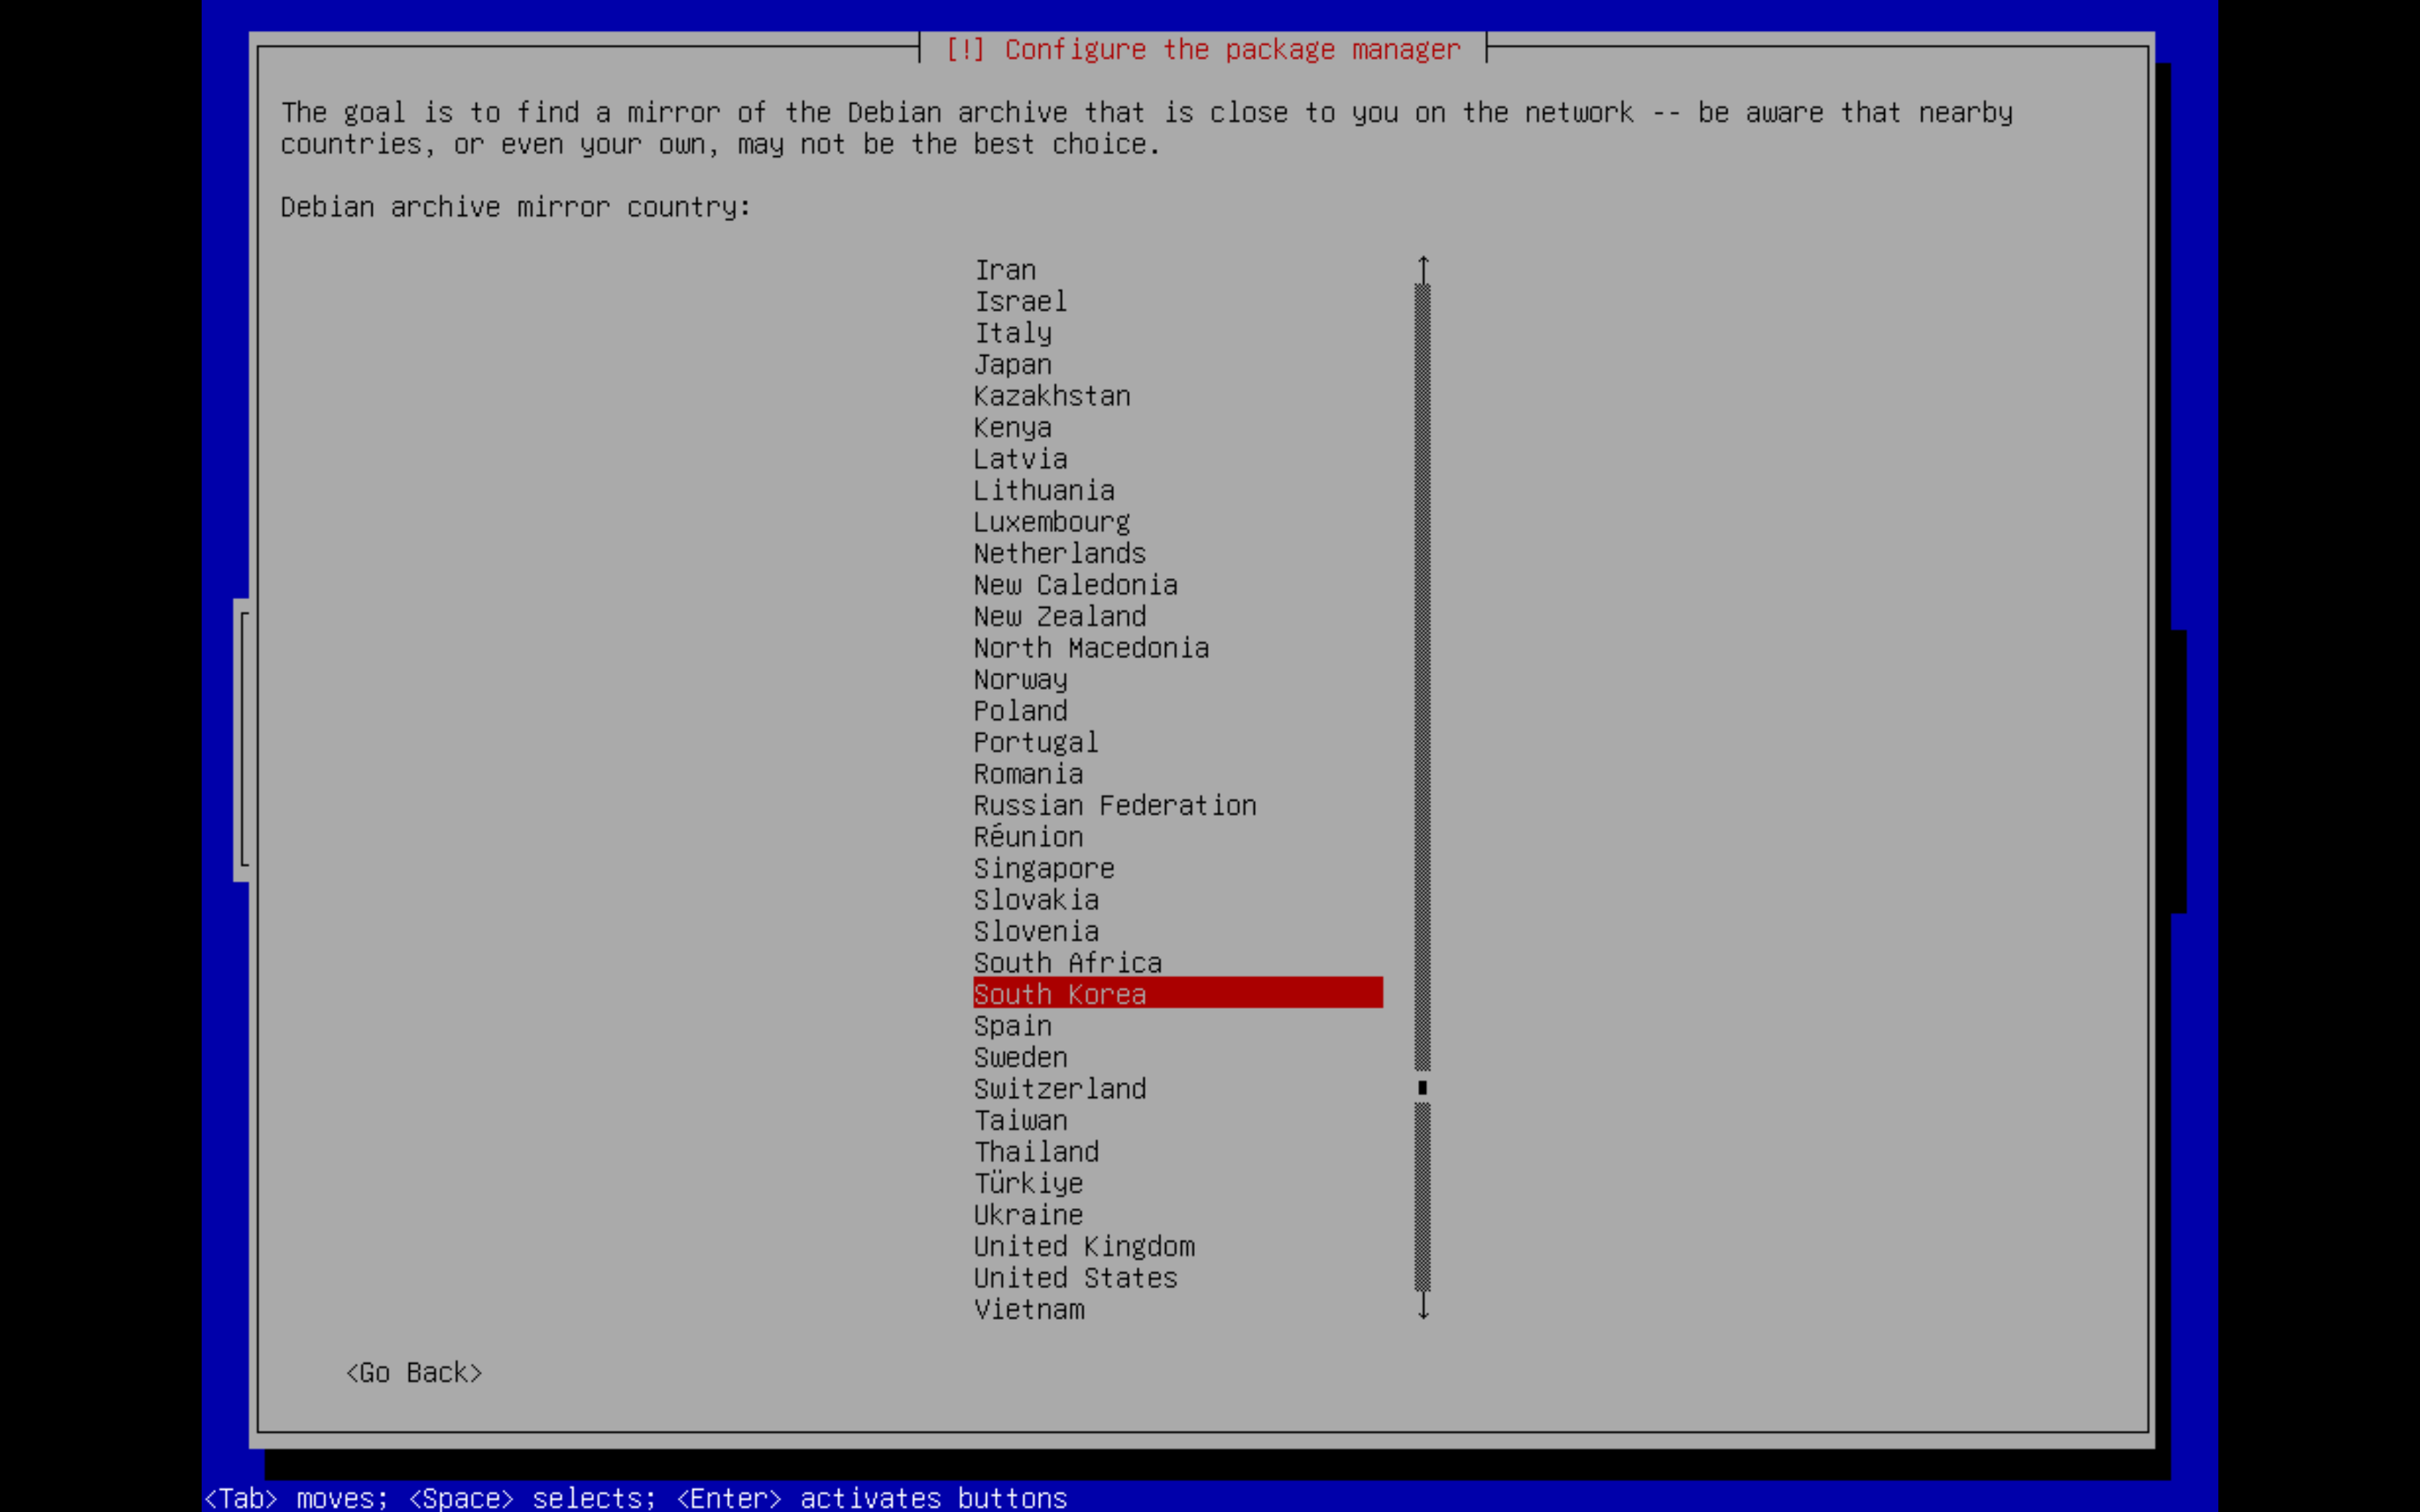 [!] Configure the package manager
The goal is to find a mirror of the Debian archive that is close to you on the network -- be aware that nearby
countries, or even your own, may not be the best choice.
Debian archive mirror country:
Iran
Israel
Italy
Japan
Kazakhstan
Kenya
Latvia
Lithuania
Luxembourg
Netherlands
New Caledonia
New Zealand
North Macedonia
Norway
Poland
Portugal
Romania
Russian Federation
Réunion
Singapore
Slovakia
Slovenia
South Africa
South Korea
Spain
Sweden
Switzerland
Taiwan
Thailand
Türkiye
Ukraine
United Kingdom
United States
Vietnam
<Go Back>
<Tab> moves; <Space> selects; <Enter> activates buttons